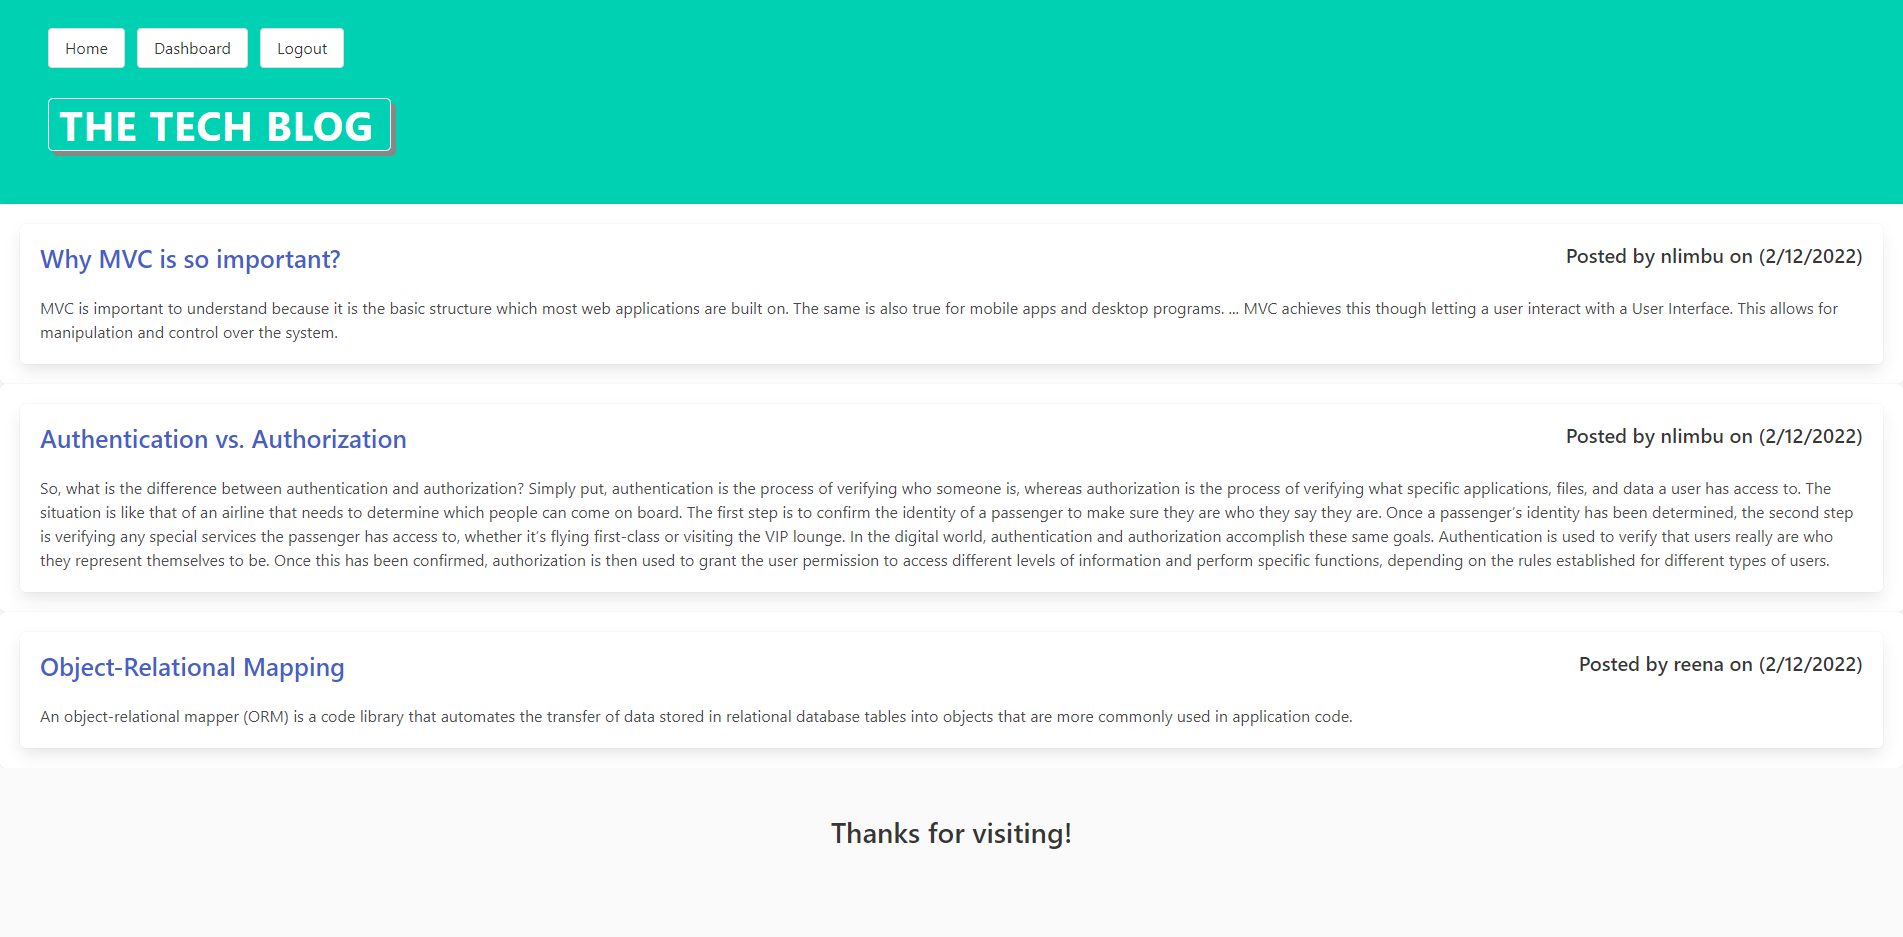 Home Dashboard Logout
THE TECH BLOG
Why MVC is so important?
Posted by nlimbu on (2/12/2022)
MVC is important to understand because it is the basic structure which most web applications are built on. The same is also true for mobile apps and desktop programs. ... MVC achieves this though letting a user interact with a User Interface. This allows for
manipulation and control over the system.
Authentication vs. Authorization
Posted by nlimbu on (2/12/2022)
So, what is the difference between authentication and authorization? Simply put, authentication is the process of verifying who someone is, whereas authorization is the process of verifying what specific applications, files, and data a user has access to. The
situation is like that of an airline that needs to determine which people can come on board. The first step is to confirm the identity of a passenger to make sure they are who they say they are. Once a passenger’s identity has been determined, the second step
is verifying any special services the passenger has access to, whether it’s flying first-class or visiting the VIP lounge. In the digital world, authentication and authorization accomplish these same goals. Authentication is used to verify that users really are who
they represent themselves to be. Once this has been confirmed, authorization is then used to grant the user permission to access different levels of information and perform specific functions, depending on the rules established for different types of users.
Object-Relational Mapping
Posted by reena on (2/12/2022)
An object-relational mapper (ORM) is a code library that automates the transfer of data stored in relational database tables into objects that are more commonly used in application code.
Thanks for visiting!